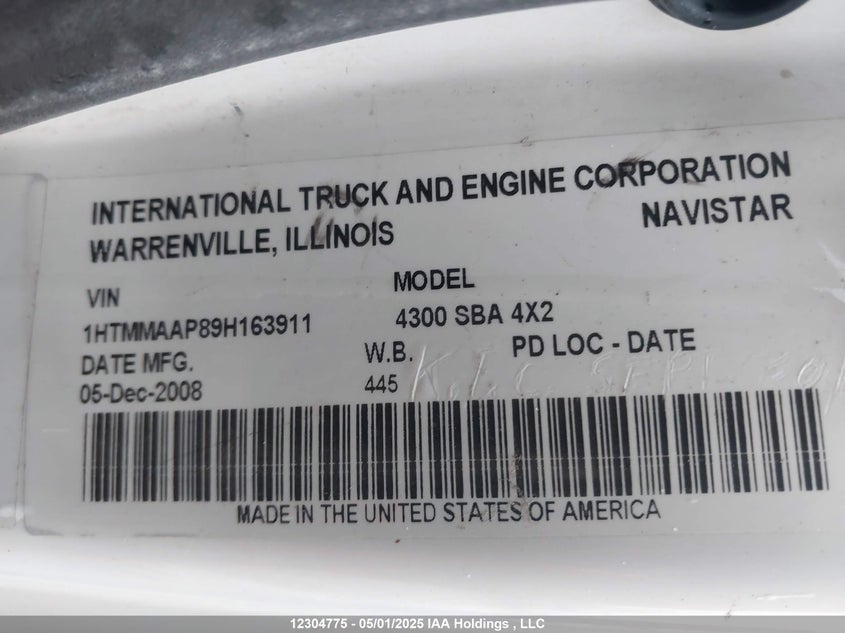 INTERNATIONAL TRUCK AND ENGINE CORPORATION
WARRENVILLE, ILLINOIS NAVISTAR
VIN MODEL
1HTMMAAP89H163911 4300 SBA 4X2
DATE MFG. W.B. PD LOC - DATE
05-Dec-2008 445 K.I.C. SEPL
MADE IN THE UNITED STATES OF AMERICA
12304775 - 05/01/2025 IAA Holdings , LLC